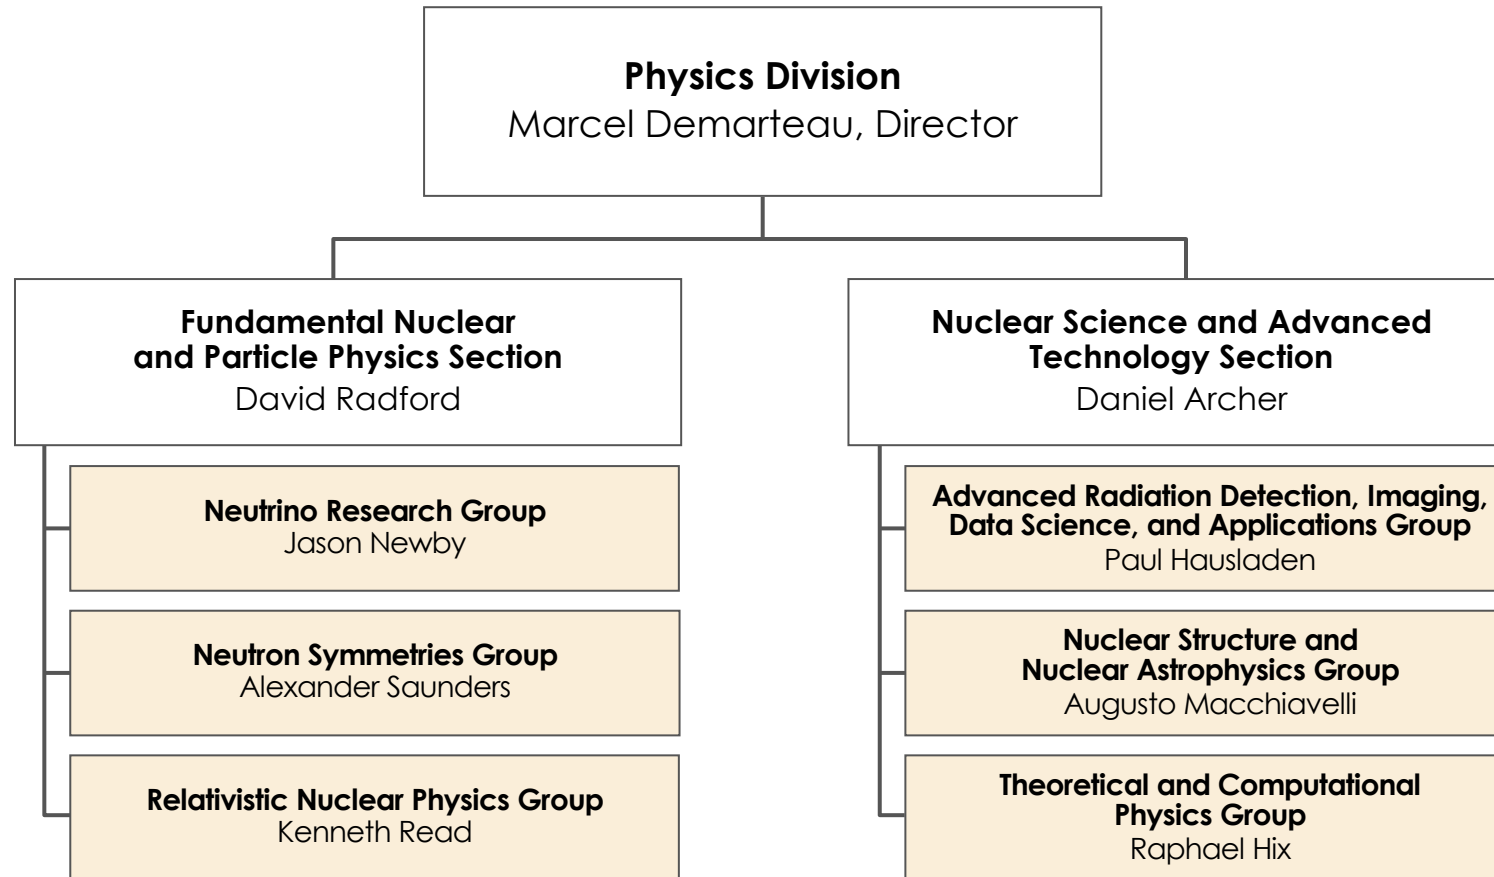 Physics Division
Marcel Demarteau, Director
Fundamental Nuclear
and Particle Physics Section
David Radford
Neutrino Research Group
Jason Newby
Neutron Symmetries Group
Alexander Saunders
Relativistic Nuclear Physics Group
Kenneth Read
Nuclear Science and Advanced
Technology Section
Daniel Archer
Advanced Radiation Detection, Imaging,
Data Science, and Applications Group
Paul Hausladen
Nuclear Structure and
Nuclear Astrophysics Group
Augusto Macchiavelli
Theoretical and Computational
Physics Group
Raphael Hix